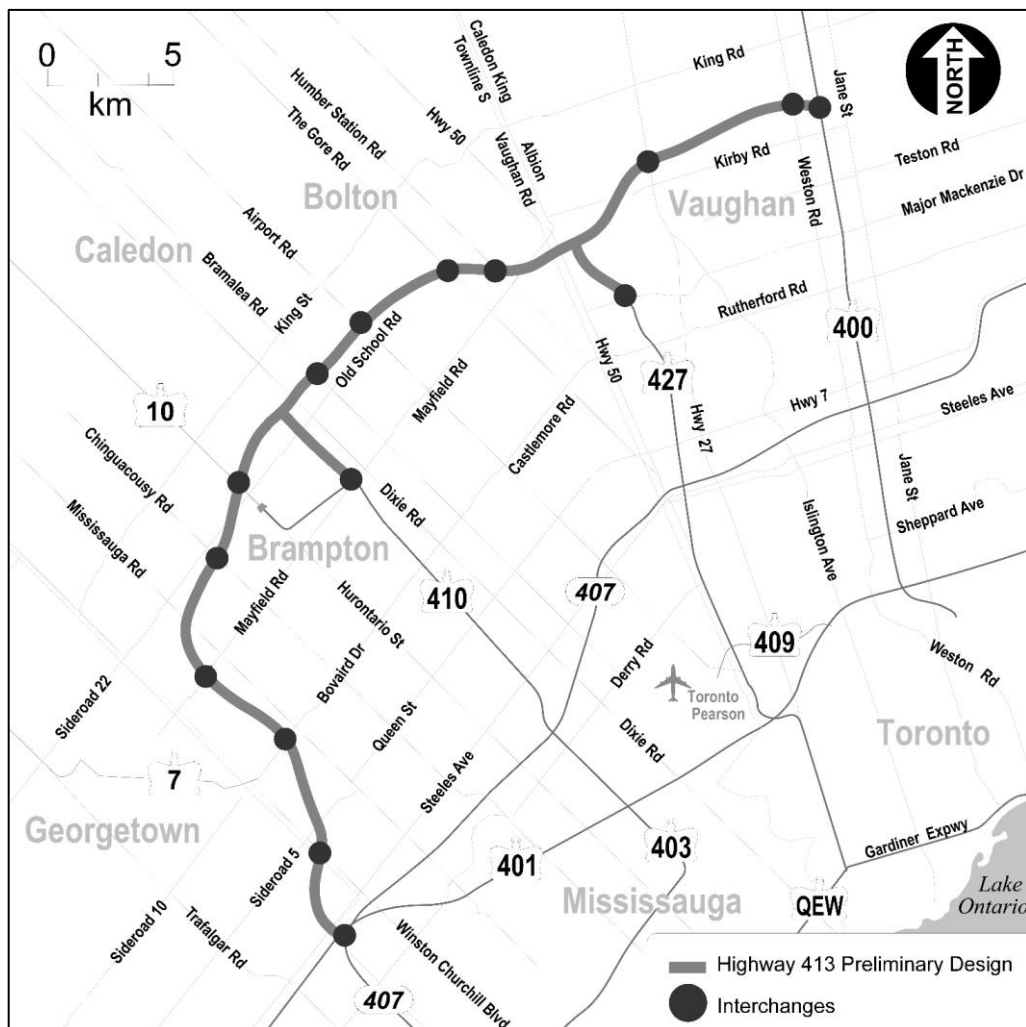 0 5
km
NORTH
King Rd
Jane St
Caledon King
Townline S
Hwy 50
Humber Station Rd
The Gore Rd
Albion
Vaughan Rd
Kirby Rd
Teston Rd
Weston Rd
Major Mackenzie Dr
Bolton
Vaughan
Airport Rd
Caledon
Bramalea Rd
King St
Rutherford Rd
400
Old School Rd
Hwy 50
427
Mayfield Rd
Hwy 7
Steeles Ave
10
Castlemore Rd
Hwy 27
Chinguacousy Rd
Dixie Rd
Jane St
Mississauga Rd
Islington Ave
Sheppard Ave
Brampton
407
410
Mayfield Rd
Hurontario St
409
Derry Rd
Weston Rd
Bovaird Dr
Toronto
Pearson
Sideroad 22
Queen St
Dixie Rd
Toronto
Steeles Ave
7
Georgetown
403
401
Gardiner Expwy
Sideroad 5
Mississauga
QEW
Lake
Ontario
Sideroad 10
Trafalgar Rd
Winston Churchill Blvd
407
Highway 413 Preliminary Design
Interchanges